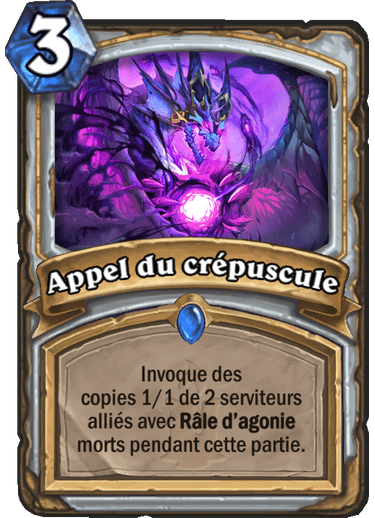 3
Appel du crépuscule
Invoque des
copies 1/1 de 2 serviteurs
alliés avec Râle d'agonie
morts pendant cette partie.